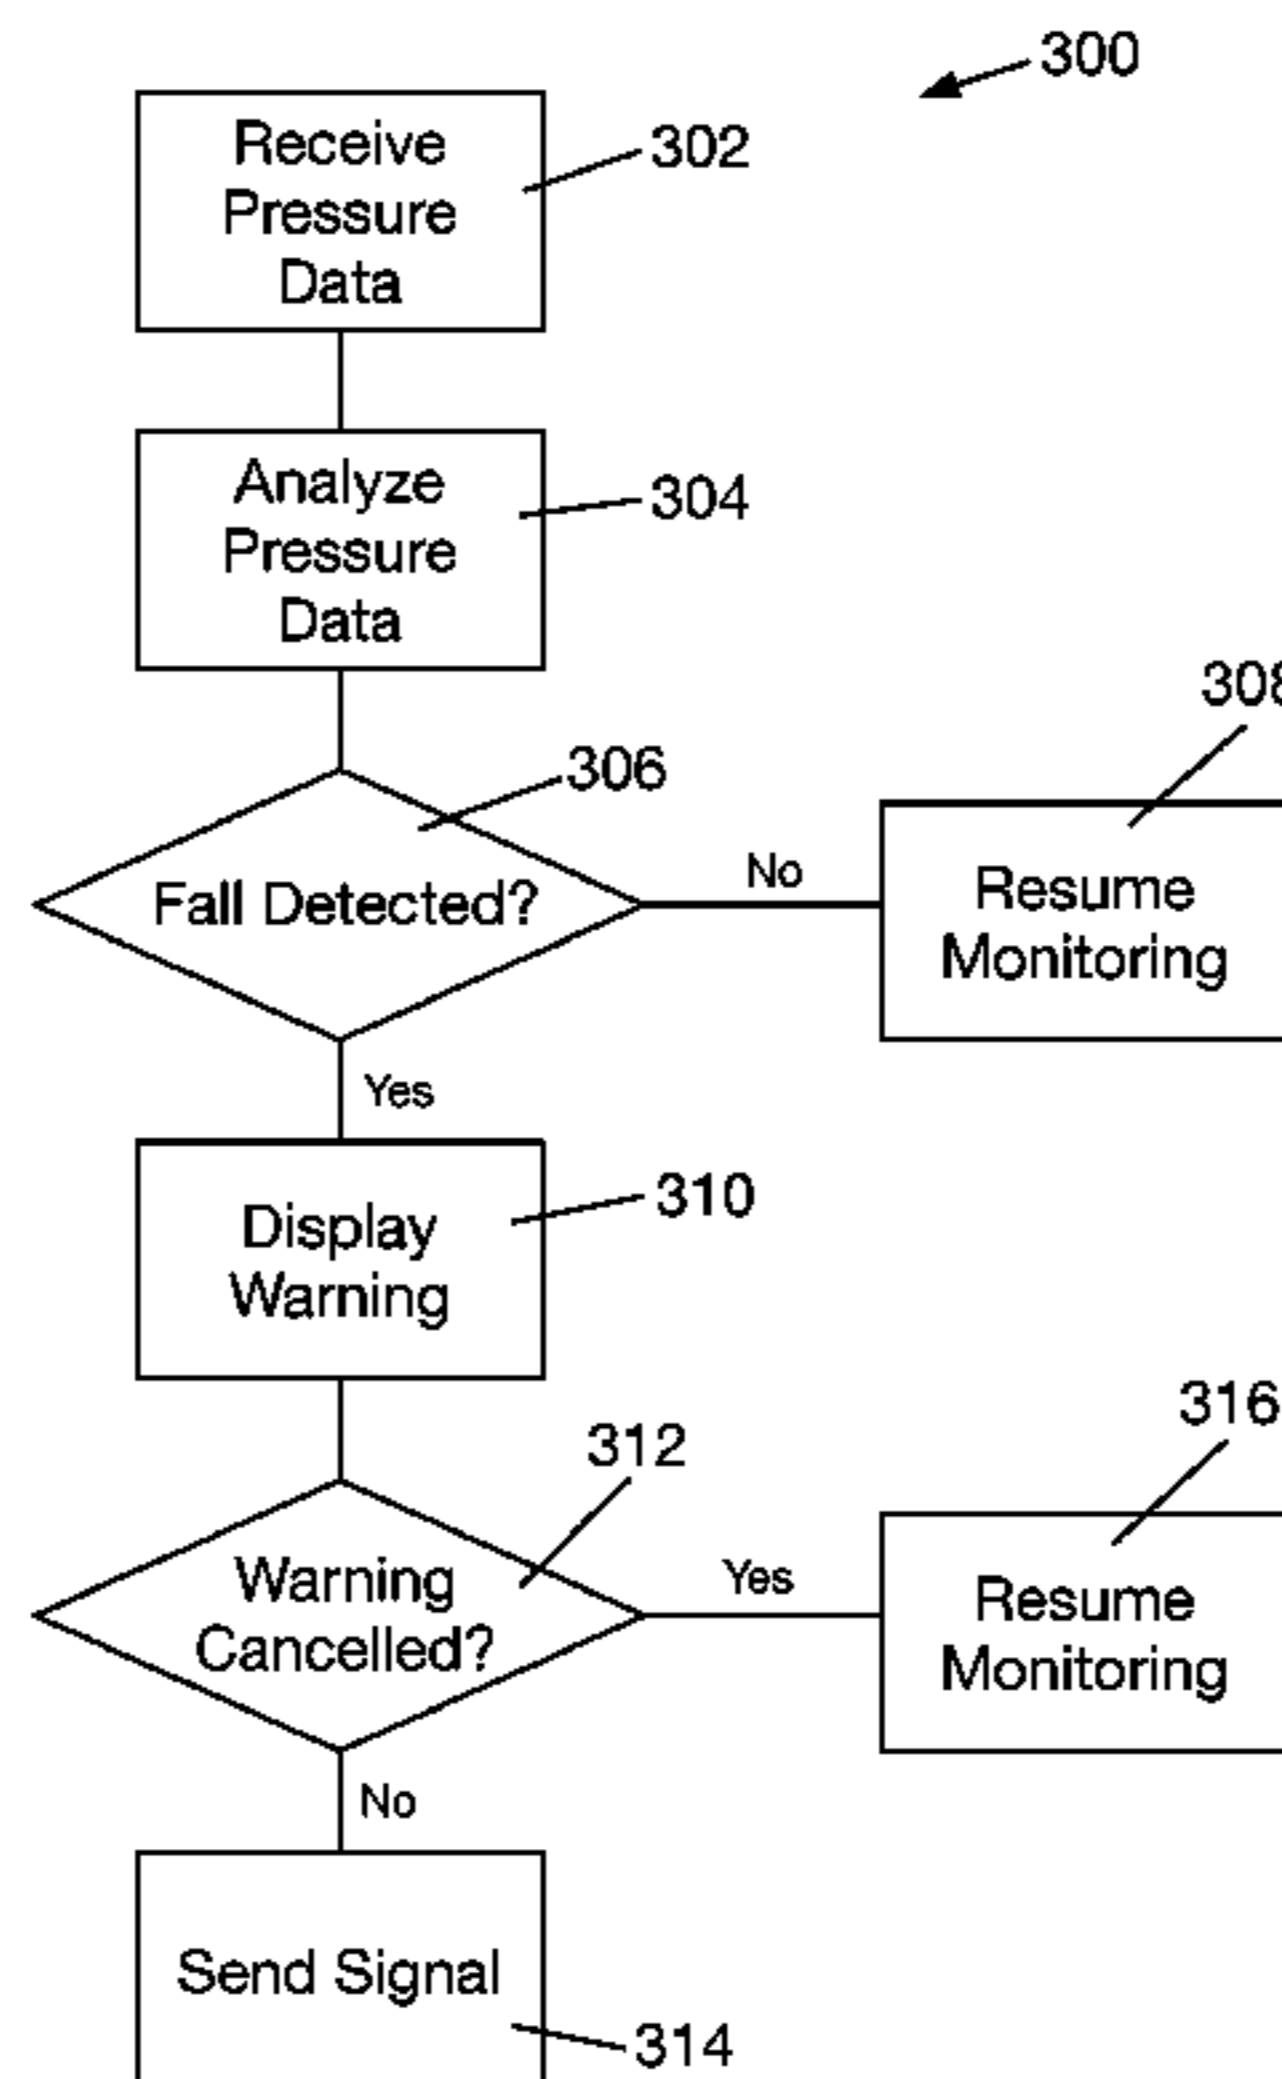 300
Receive
Pressure
Data
302
Analyze
Pressure
Data
304
306
Fall Detected?
No
308
Resume
Monitoring
Yes
Display
Warning
310
312
Warning
Cancelled?
Yes
316
Resume
Monitoring
No
Send Signal
314